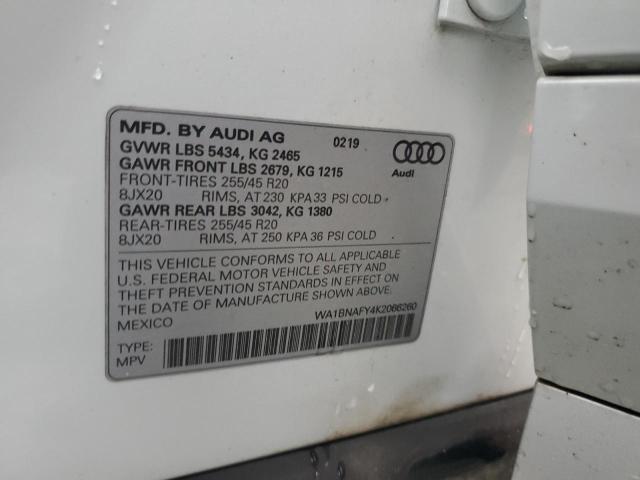 MFD. BY AUDI AG 0219
GVWR LBS 5434, KG 2465
GAWR FRONT LBS 2679, KG 1215
FRONT-TIRES 255/45 R20
8JX20 RIMS, AT 230 KPA 33 PSI COLD
GAWR REAR LBS 3042, KG 1380
REAR-TIRES 255/45 R20
8JX20 RIMS, AT 250 KPA 36 PSI COLD
Audi
THIS VEHICLE CONFORMS TO ALL APPLICABLE
U.S. FEDERAL MOTOR VEHICLE SAFETY AND
THEFT PREVENTION STANDARDS IN EFFECT ON
THE DATE OF MANUFACTURE SHOWN ABOVE.
MEXICO
WA1BNAFY4K2066260
TYPE:
MPV